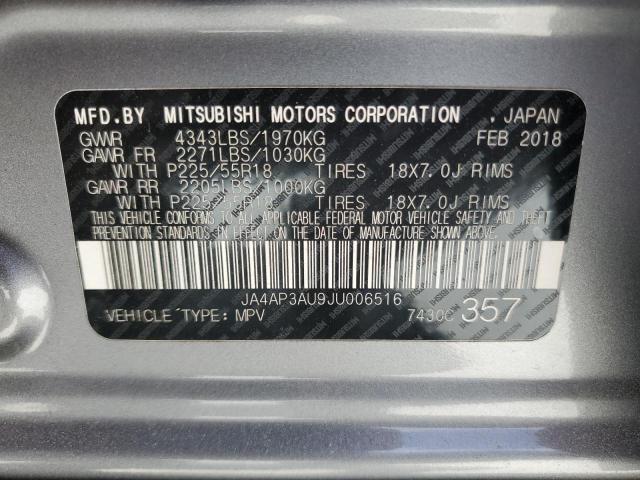 MFD.BY MITSUBISHI MOTORS CORPORATION . JAPAN
GVWR 4343LBS/1970KG FEB 2018
GAWR FR 2271LBS/1030KG
WITH P225/55R18 TIRES 18X7.0J RIMS
GAWR RR 2205LBS/1000KG
WITH P225/55R18 TIRES 18X7.0J RIMS
THIS VEHICLE CONFORMS TO ALL APPLICABLE FEDERAL MOTOR VEHICLE SAFETY AND THEFT
PREVENTION STANDARDS IN EFFECT ON THE DATE OF MANUFACTURE SHOWN ABOVE.
JA4AP3AU9JU006516
VEHICLE TYPE: MPV 7430C 357